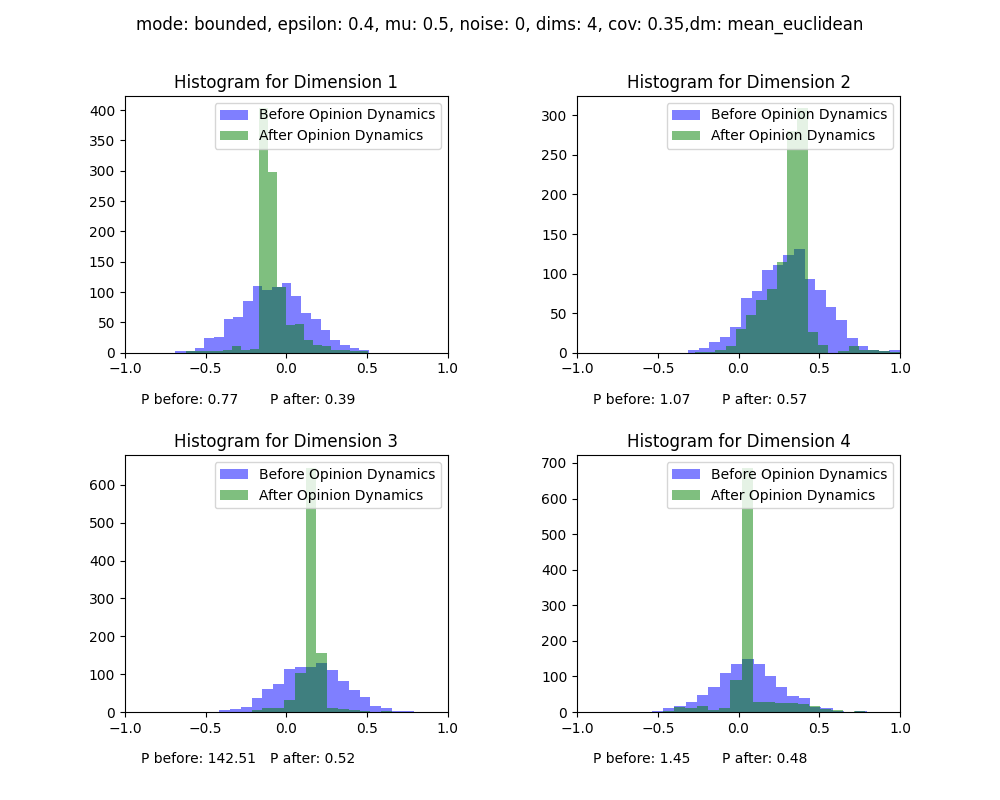 mode: bounded, epsilon: 0.4, mu: 0.5, noise: 0, dims: 4, cov: 0.35,dm: mean_euclidean
Histogram for Dimension 1
Before Opinion Dynamics
After Opinion Dynamics
400
350
300
250
200
150
100
50
0
−1.0 −0.5 0.0 0.5 1.0
P before: 0.77 P after: 0.39
Histogram for Dimension 2
Before Opinion Dynamics
After Opinion Dynamics
300
250
200
150
100
50
0
−1.0 −0.5 0.0 0.5 1.0
P before: 1.07 P after: 0.57
Histogram for Dimension 3
Before Opinion Dynamics
After Opinion Dynamics
600
500
400
300
200
100
0
−1.0 −0.5 0.0 0.5 1.0
P before: 142.51 P after: 0.52
Histogram for Dimension 4
Before Opinion Dynamics
After Opinion Dynamics
700
600
500
400
300
200
100
0
−1.0 −0.5 0.0 0.5 1.0
P before: 1.45 P after: 0.48